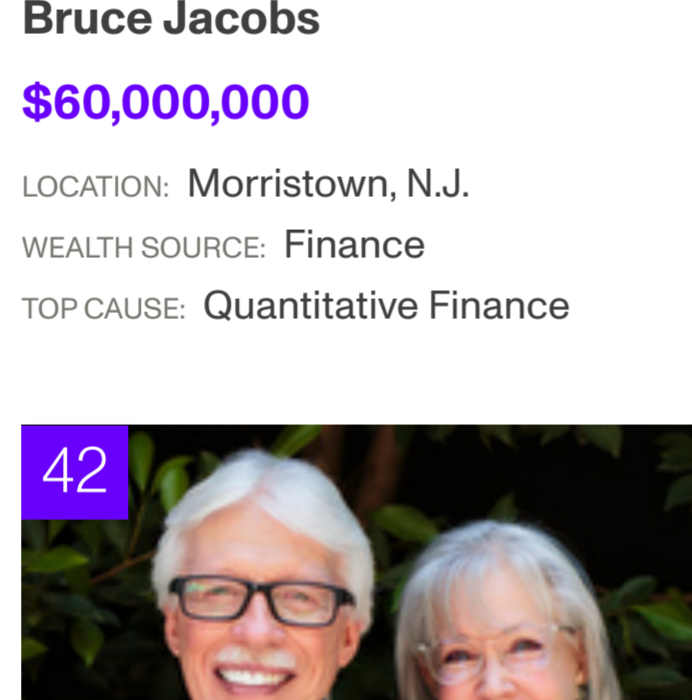 Bruce Jacobs
$60,000,000
LOCATION: Morristown, N.J.
WEALTH SOURCE: Finance
TOP CAUSE: Quantitative Finance
42